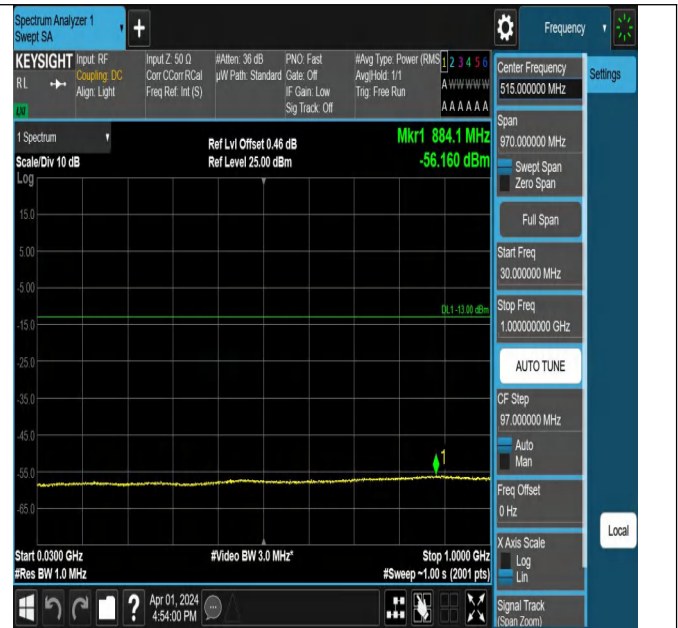 Spectrum Analyzer 1
Swept SA
Frequency
KEYSIGHT
RL
Input: RF
Coupling: DC
Align: Light
Input Z: 50 Ω
Corr CCorr RCal
Freq Ref: Int (S)
#Atten: 36 dB
µW Path: Standard
PNO: Fast
Gate: Off
IF Gain: Low
Sig Track: Off
#Avg Type: Power (RMS
Avg|Hold: 1/1
Trig: Free Run
1 2 3 4 5 6
A W W W W W
A A A A A A
LXI
1 Spectrum
Scale/Div 10 dB
Log
Ref Lvl Offset 0.46 dB
Ref Level 25.00 dBm
Mkr1 884.1 MHz
-56.160 dBm
15.0
5.00
-5.00
DL1 -13.00 dBm
-15.0
-25.0
-35.0
-45.0
1
-55.0
-65.0
Start 0.0300 GHz
#Res BW 1.0 MHz
#Video BW 3.0 MHz*
Stop 1.0000 GHz
#Sweep ~1.00 s (2001 pts)
Apr 01, 2024
4:54:00 PM
Center Frequency
515.000000 MHz
Settings
Span
970.000000 MHz
Swept Span
Zero Span
Full Span
Start Freq
30.000000 MHz
Stop Freq
1.000000000 GHz
AUTO TUNE
CF Step
97.000000 MHz
Auto
Man
Freq Offset
0 Hz
X Axis Scale
Log
Lin
Local
Signal Track
(Span Zoom)